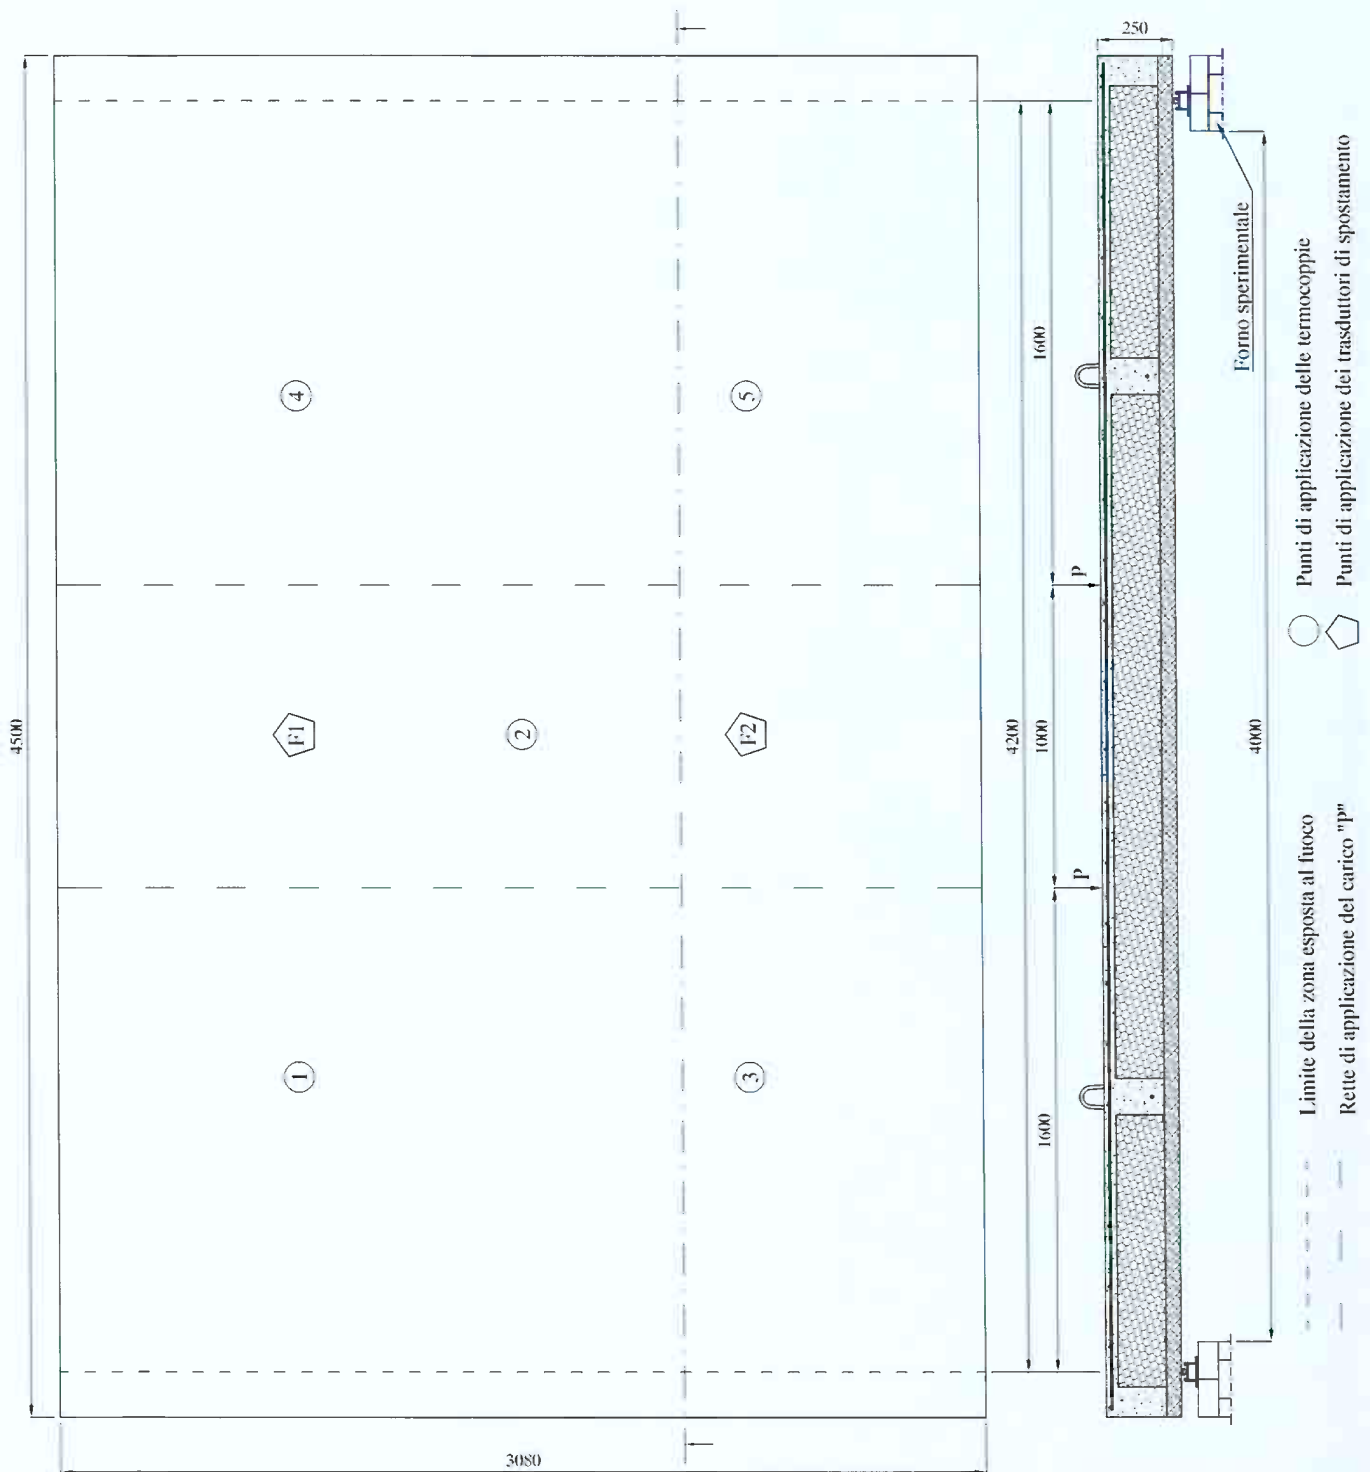 4500
3080
4
5
F1
2
F2
1
3
250
1600
4200
1000
1600
P
P
4000
Forno sperimentale
Limite della zona esposta al fuoco
Rette di applicazione del carico "P"
Punti di applicazione delle termocoppie
Punti di applicazione dei trasduttori di spostamento